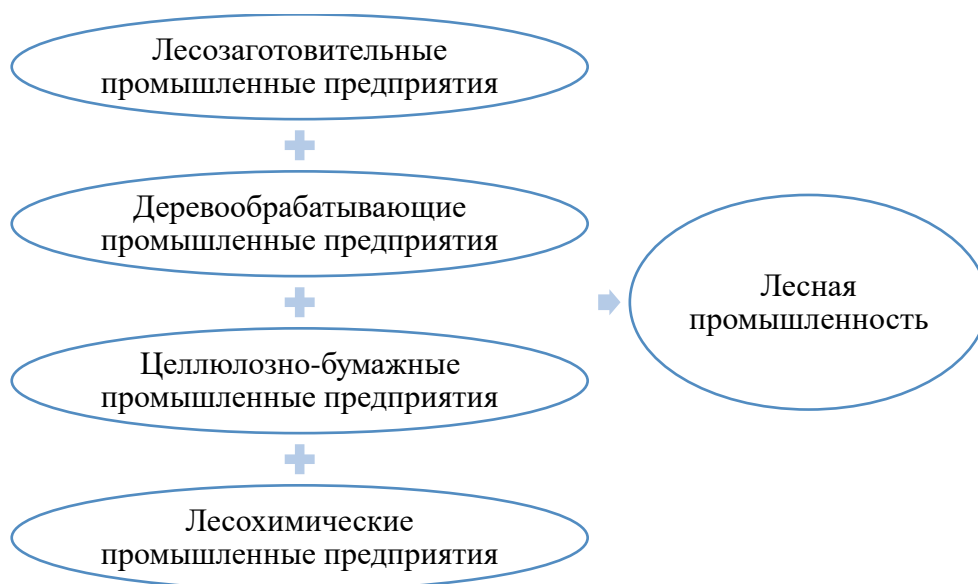 Лесозаготовительные
промышленные предприятия
Деревообрабатывающие
промышленные предприятия
Целлюлозно-бумажные
промышленные предприятия
Лесохимические
промышленные предприятия
Лесная
промышленность